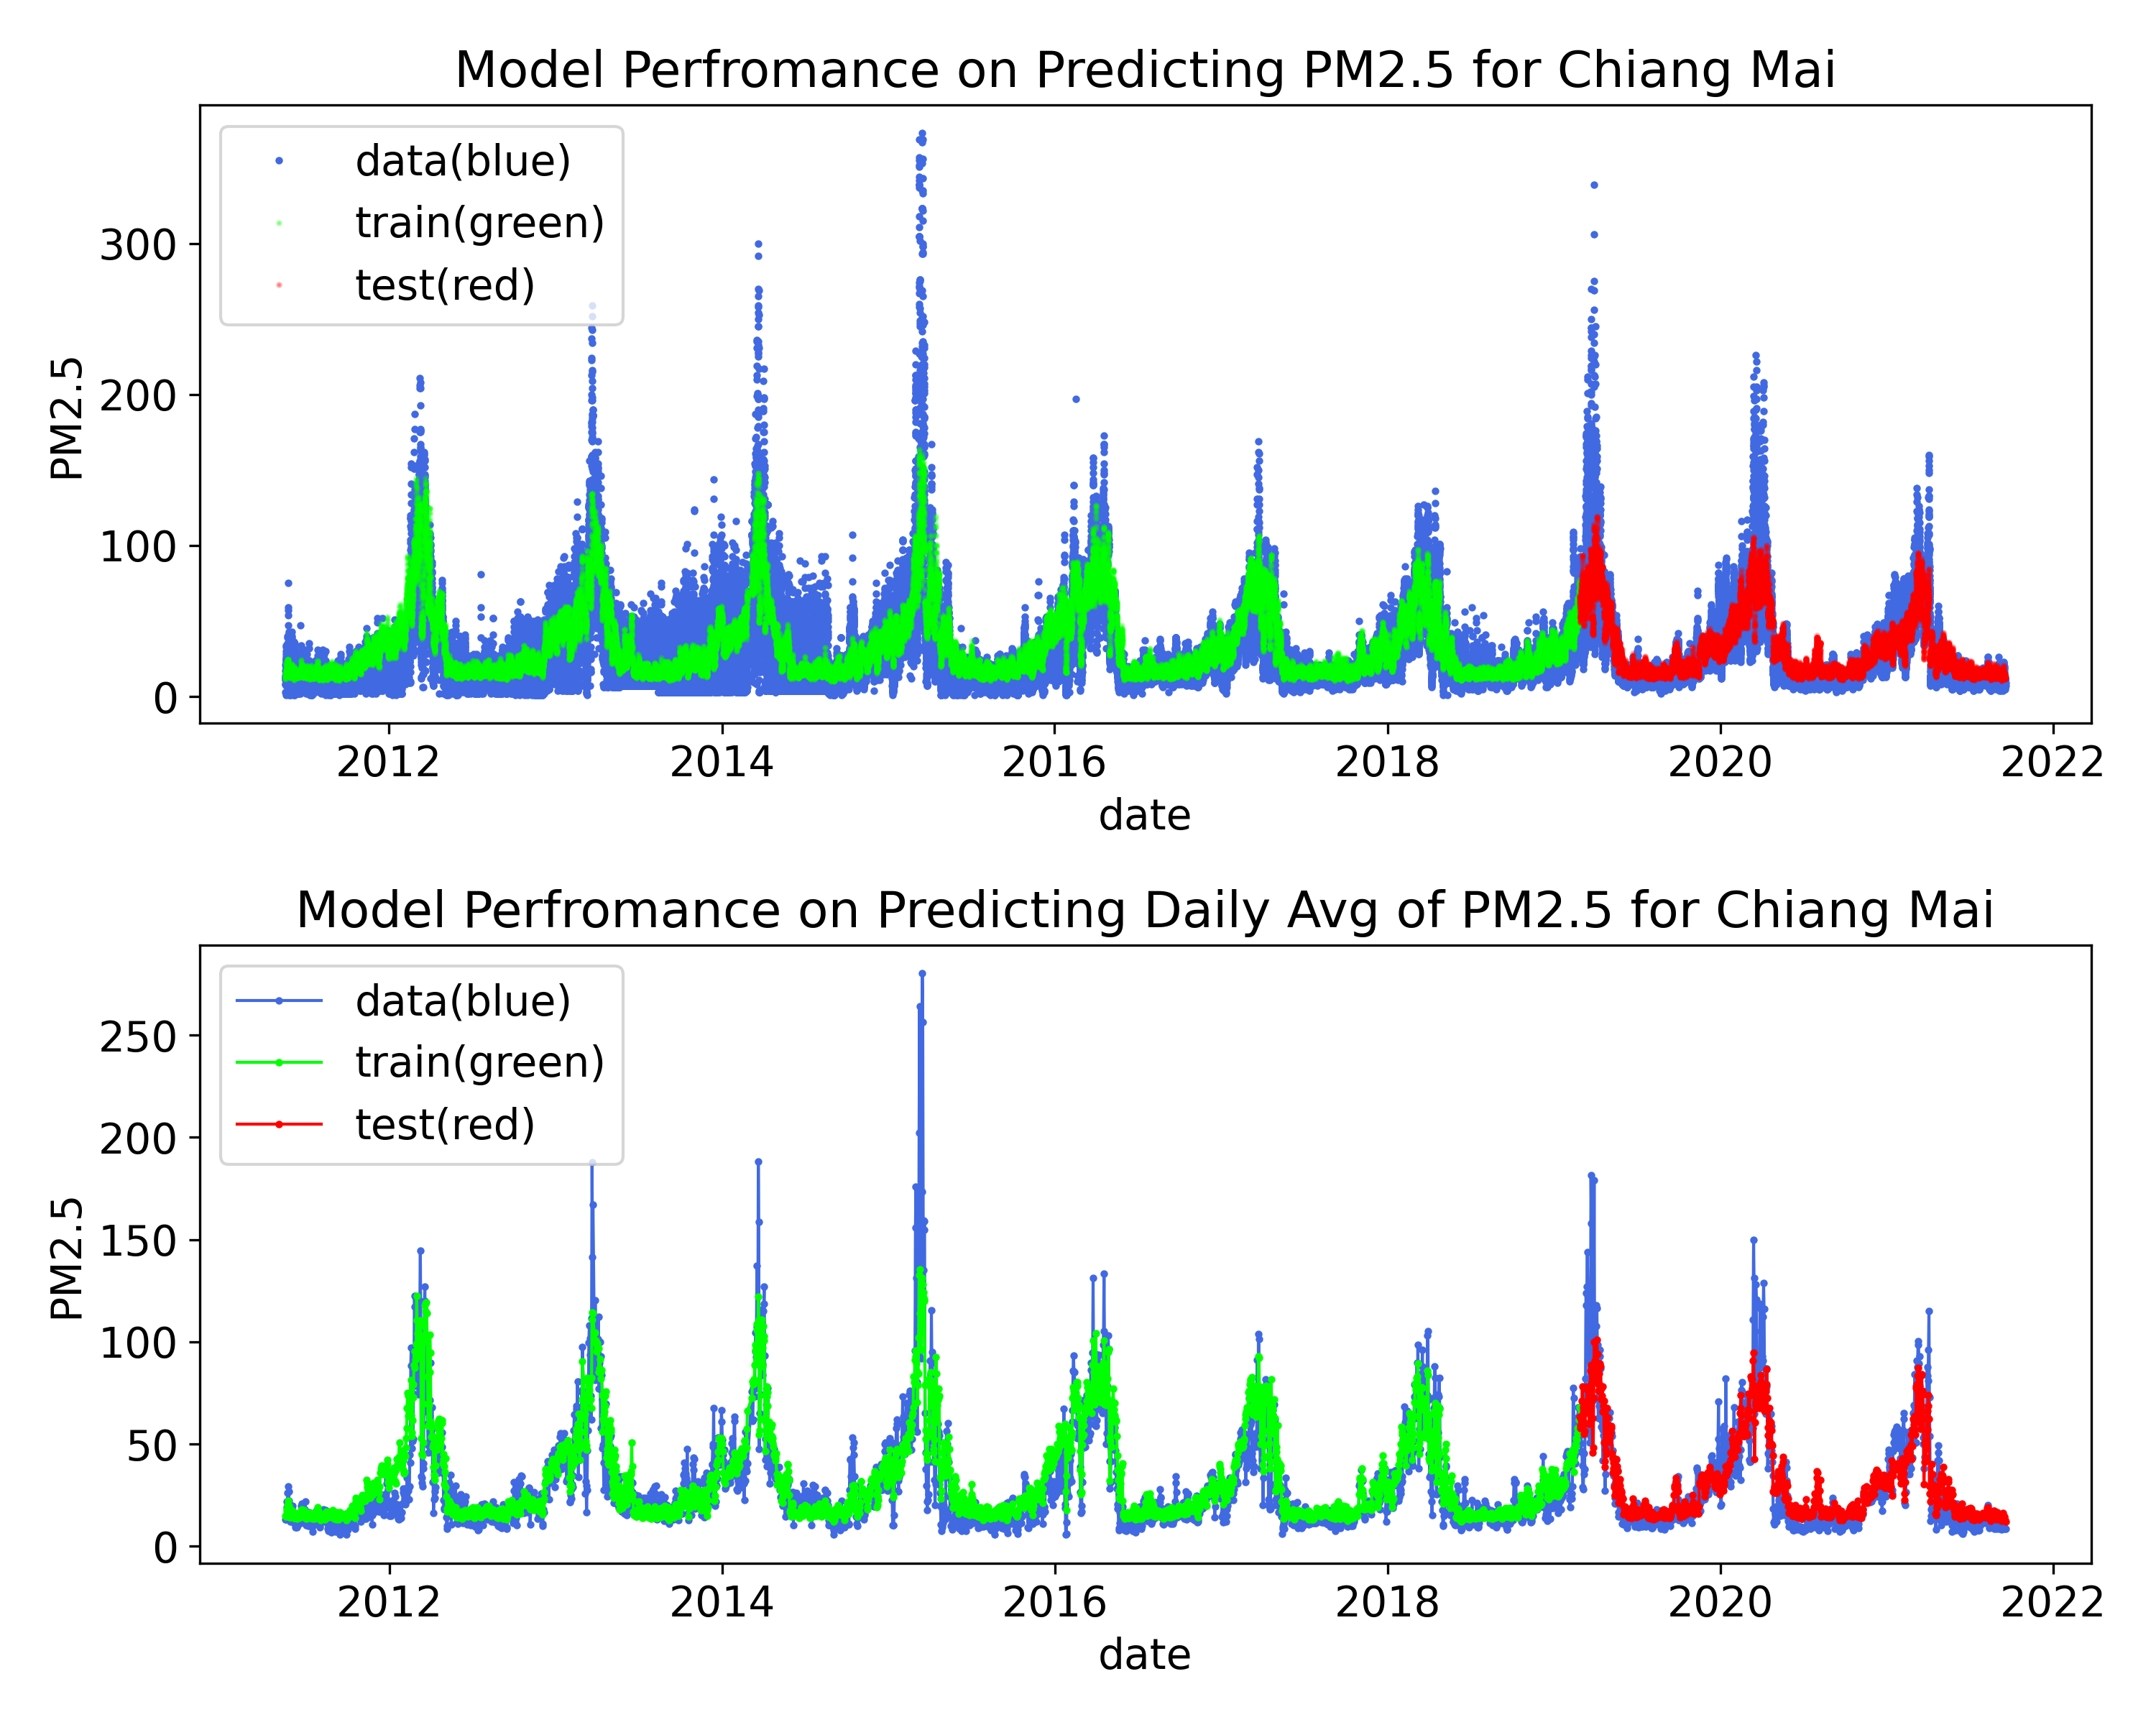 Model Perfromance on Predicting PM2.5 for Chiang Mai
data(blue)
train(green)
test(red)
PM2.5
300
200
100
0
2012 2014 2016 2018 2020 2022
date
Model Perfromance on Predicting Daily Avg of PM2.5 for Chiang Mai
data(blue)
train(green)
test(red)
PM2.5
250
200
150
100
50
0
2012 2014 2016 2018 2020 2022
date